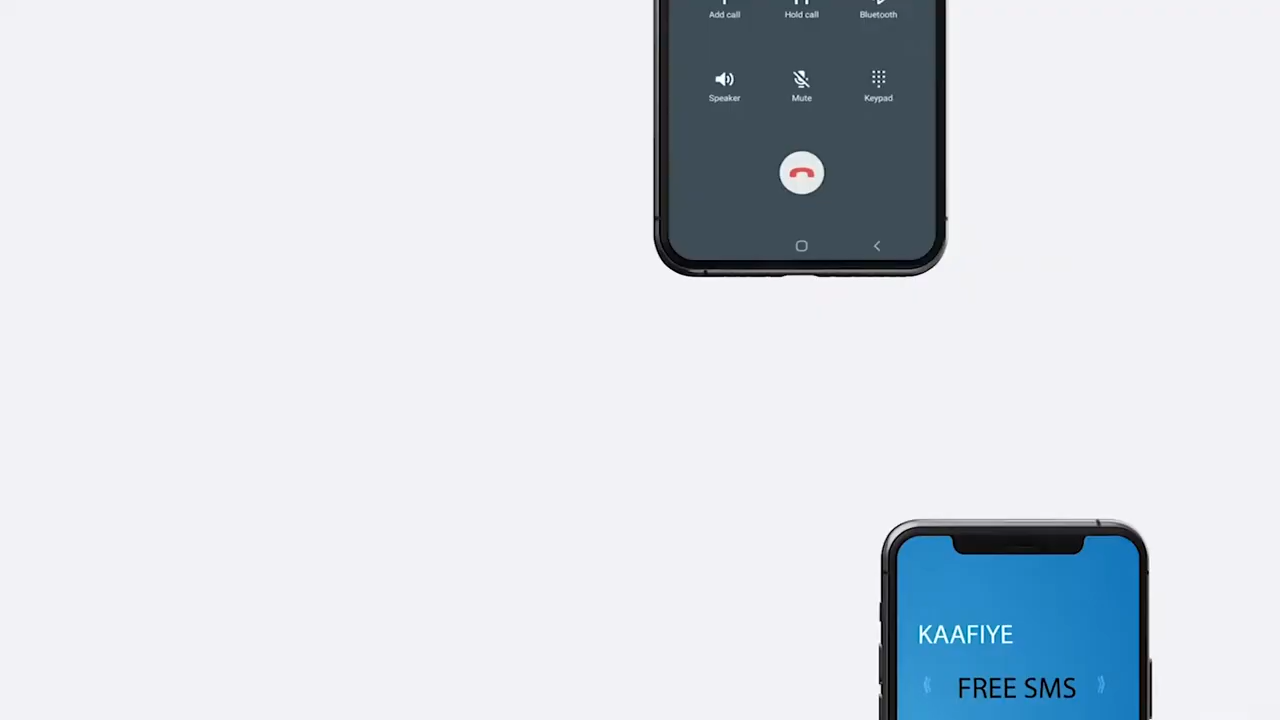 Add call Hold call Bluetooth
Speaker Mute Keypad
KAAFIYE
FREE SMS